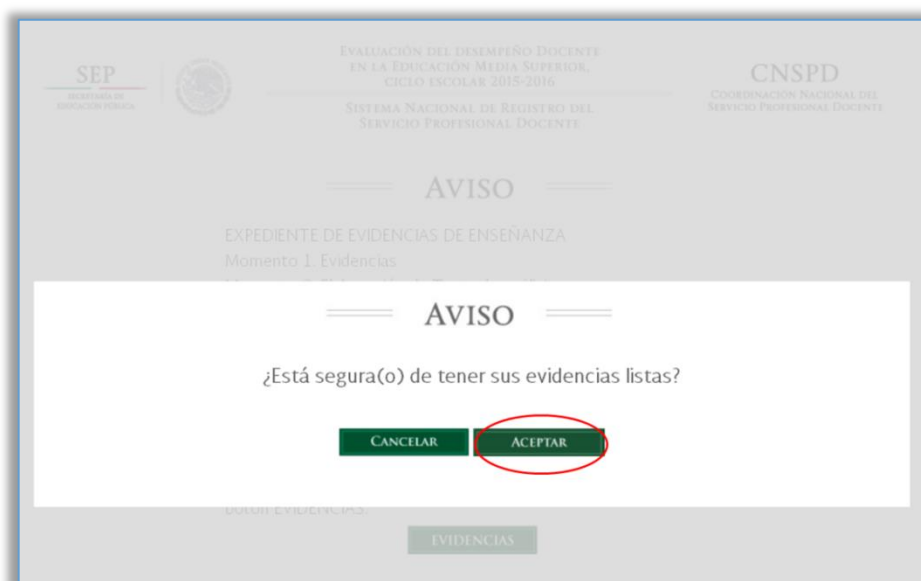 SEP
SECRETARÍA DE
EDUCACIÓN PÚBLICA
EVALUACIÓN DEL DESEMPEÑO DOCENTE
EN LA EDUCACIÓN MEDIA SUPERIOR,
CICLO ESCOLAR 2015-2016
SISTEMA NACIONAL DE REGISTRO DEL
SERVICIO PROFESIONAL DOCENTE
CNSPD
COORDINACIÓN NACIONAL DEL
SERVICIO PROFESIONAL DOCENTE
AVISO
EXPEDIENTE DE EVIDENCIAS DE ENSEÑANZA
Momento 1. Evidencias
AVISO
¿Está segura(o) de tener sus evidencias listas?
CANCELAR
ACEPTAR
botón EVIDENCIAS.
EVIDENCIAS